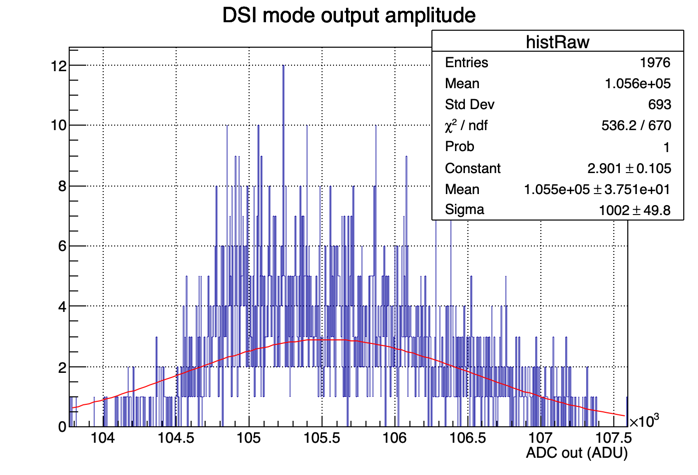 DSI mode output amplitude
histRaw
Entries 1976
Mean 1.056e+05
Std Dev 693
χ² / ndf 536.2 / 670
Prob 1
Constant 2.901 ± 0.105
Mean 1.055e+05 ± 3.751e+01
Sigma 1002 ± 49.8
12
10
8
6
4
2
0
104 104.5 105 105.5 106 106.5 107 107.5 ×10³
ADC out (ADU)